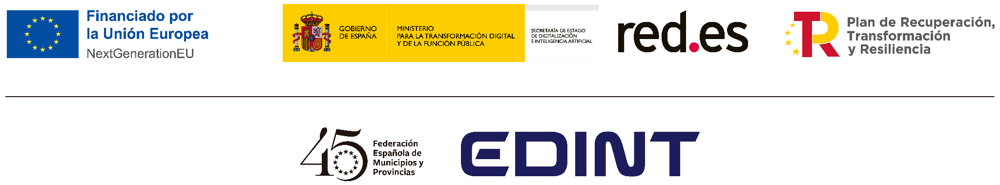 Financiado por
la Unión Europea
NextGenerationEU
GOBIERNO
DE ESPAÑA
MINISTERIO
PARA LA TRANSFORMACIÓN DIGITAL
Y DE LA FUNCIÓN PÚBLICA
SECRETARÍA DE ESTADO
DE DIGITALIZACIÓN
E INTELIGENCIA ARTIFICIAL
red.es
TR
Plan de Recuperación,
Transformación
y Resiliencia
45
Federación
Española de
Municipios y
Provincias
EDINT